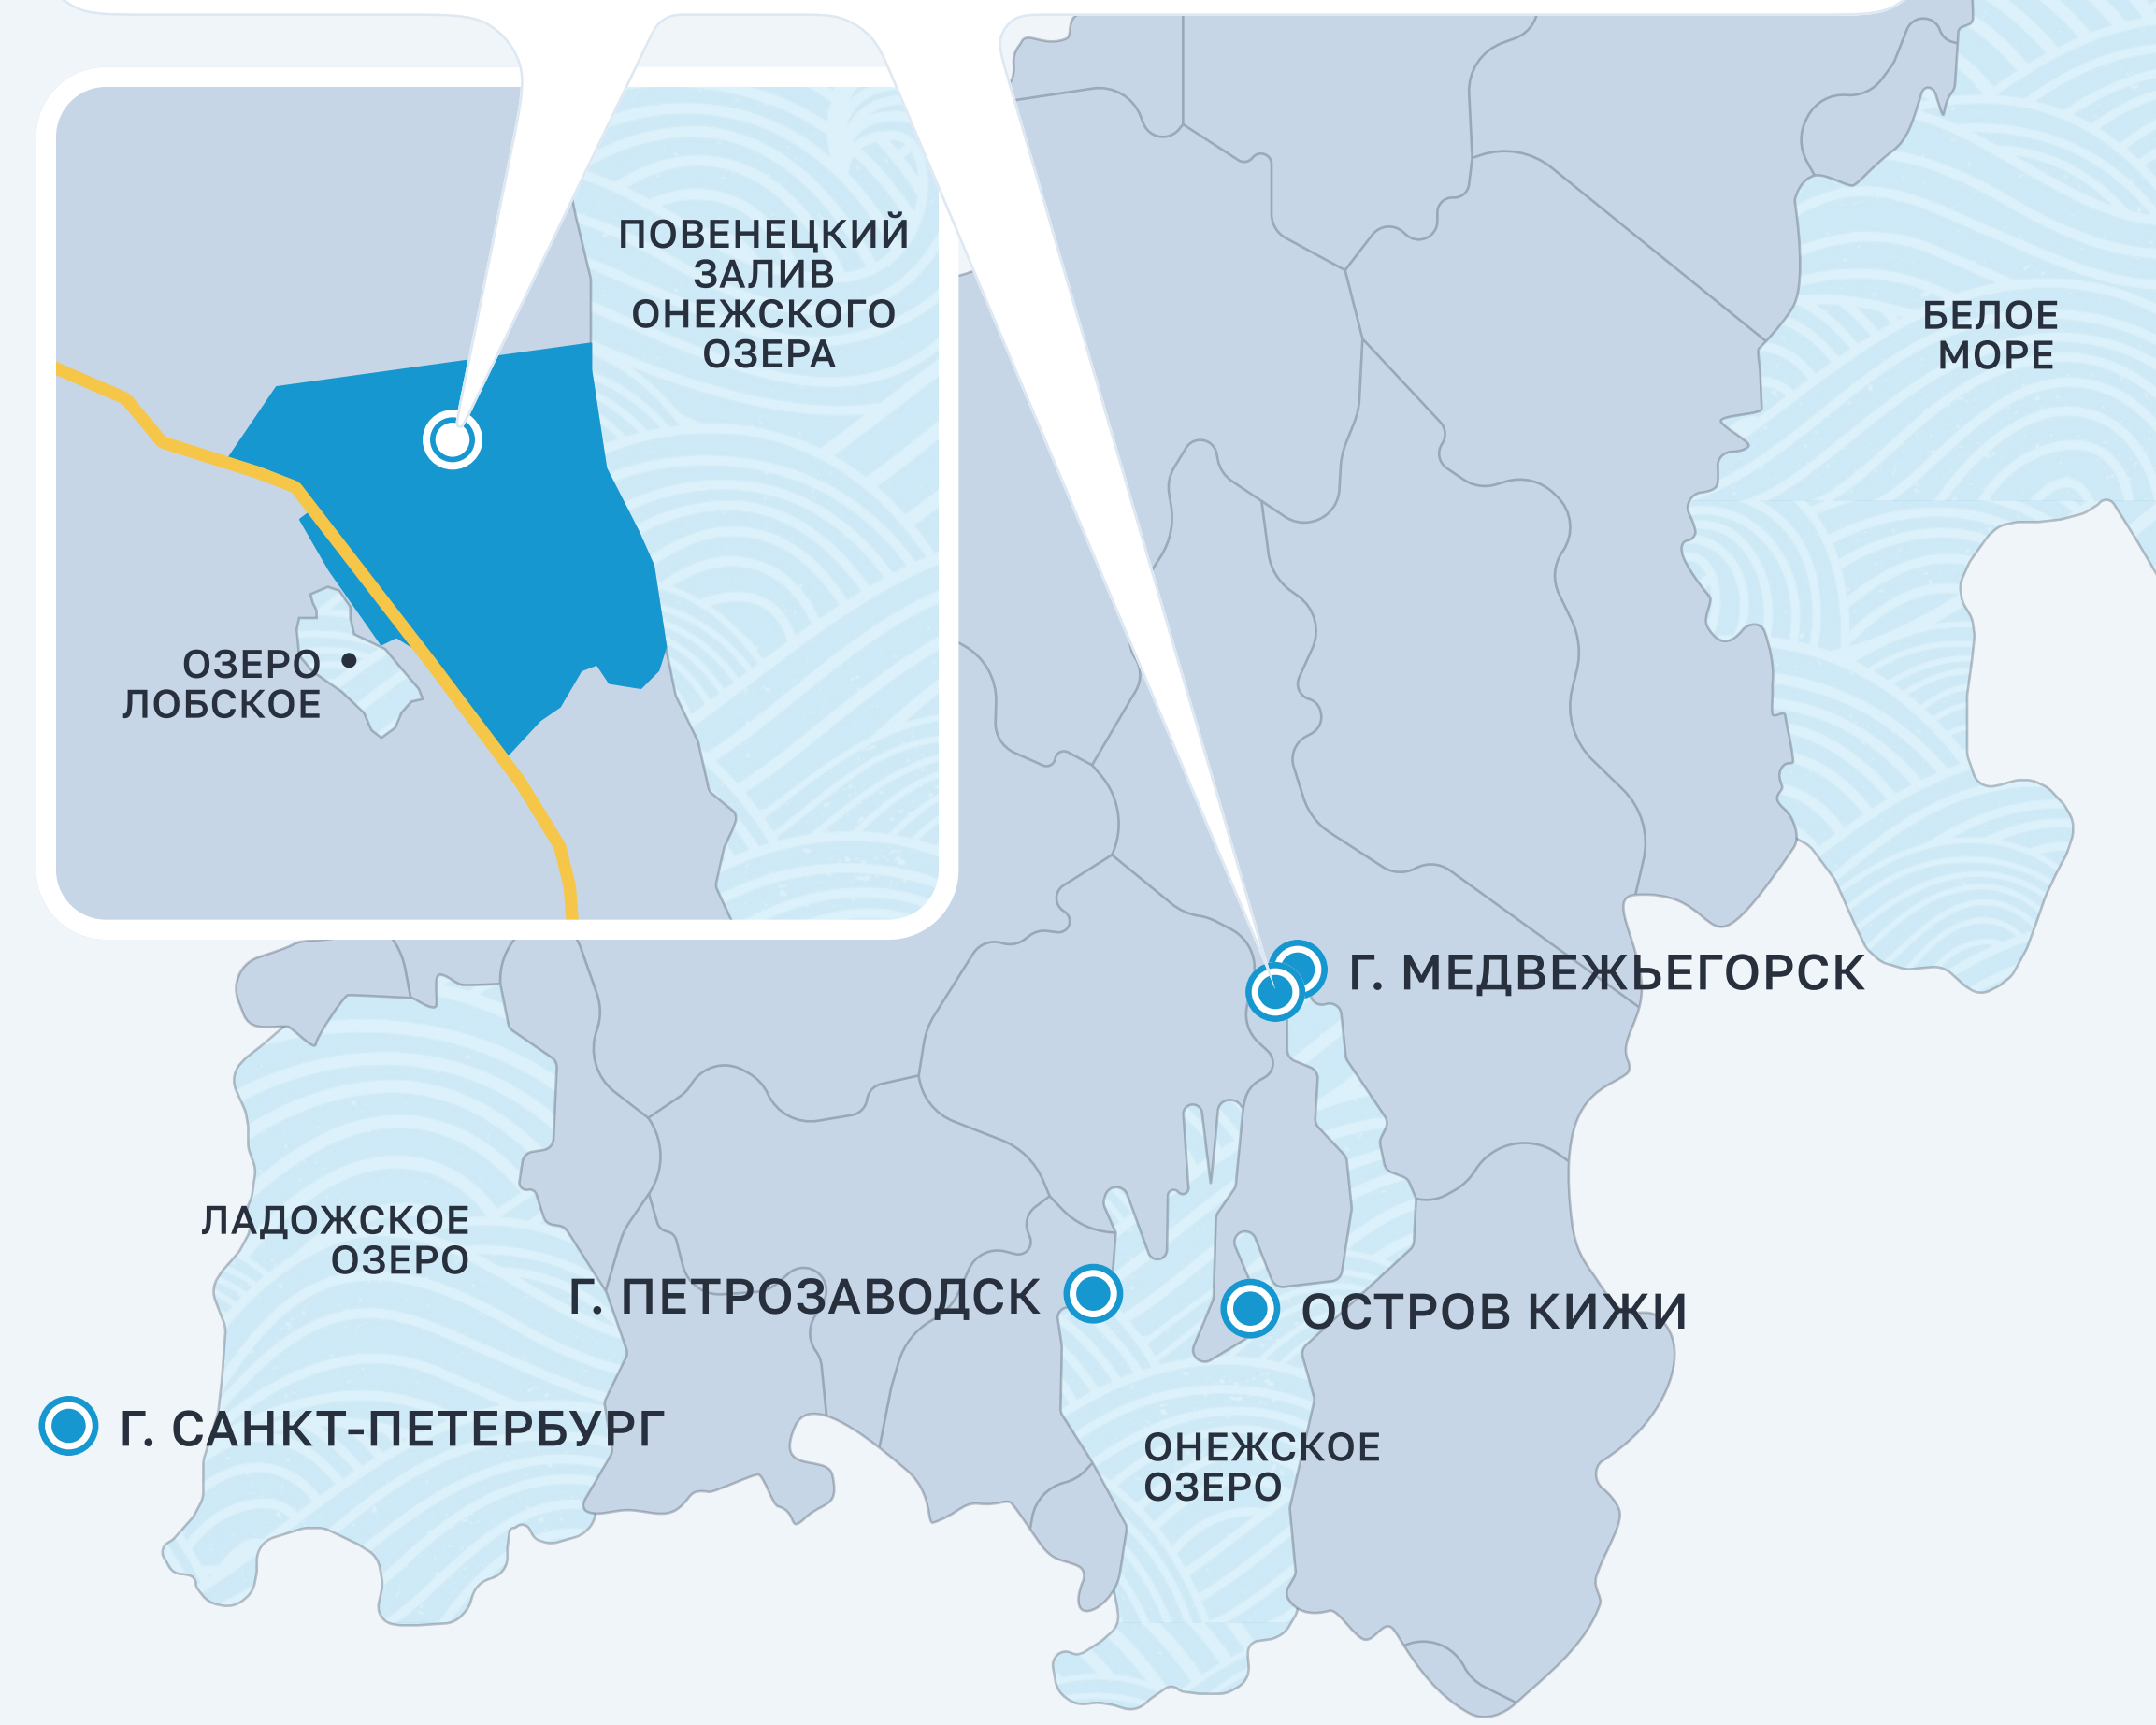 ПОВЕНЕЦКИЙ
ЗАЛИВ
ОНЕЖСКОГО
ОЗЕРА
БЕЛОЕ
МОРЕ
ОЗЕРО
ЛОБСКОЕ
Г. МЕДВЕЖЬЕГОРСК
ЛАДОЖСКОЕ
ОЗЕРО
Г. ПЕТРОЗАВОДСК
ОСТРОВ КИЖИ
Г. САНКТ-ПЕТЕРБУРГ
ОНЕЖСКОЕ
ОЗЕРО